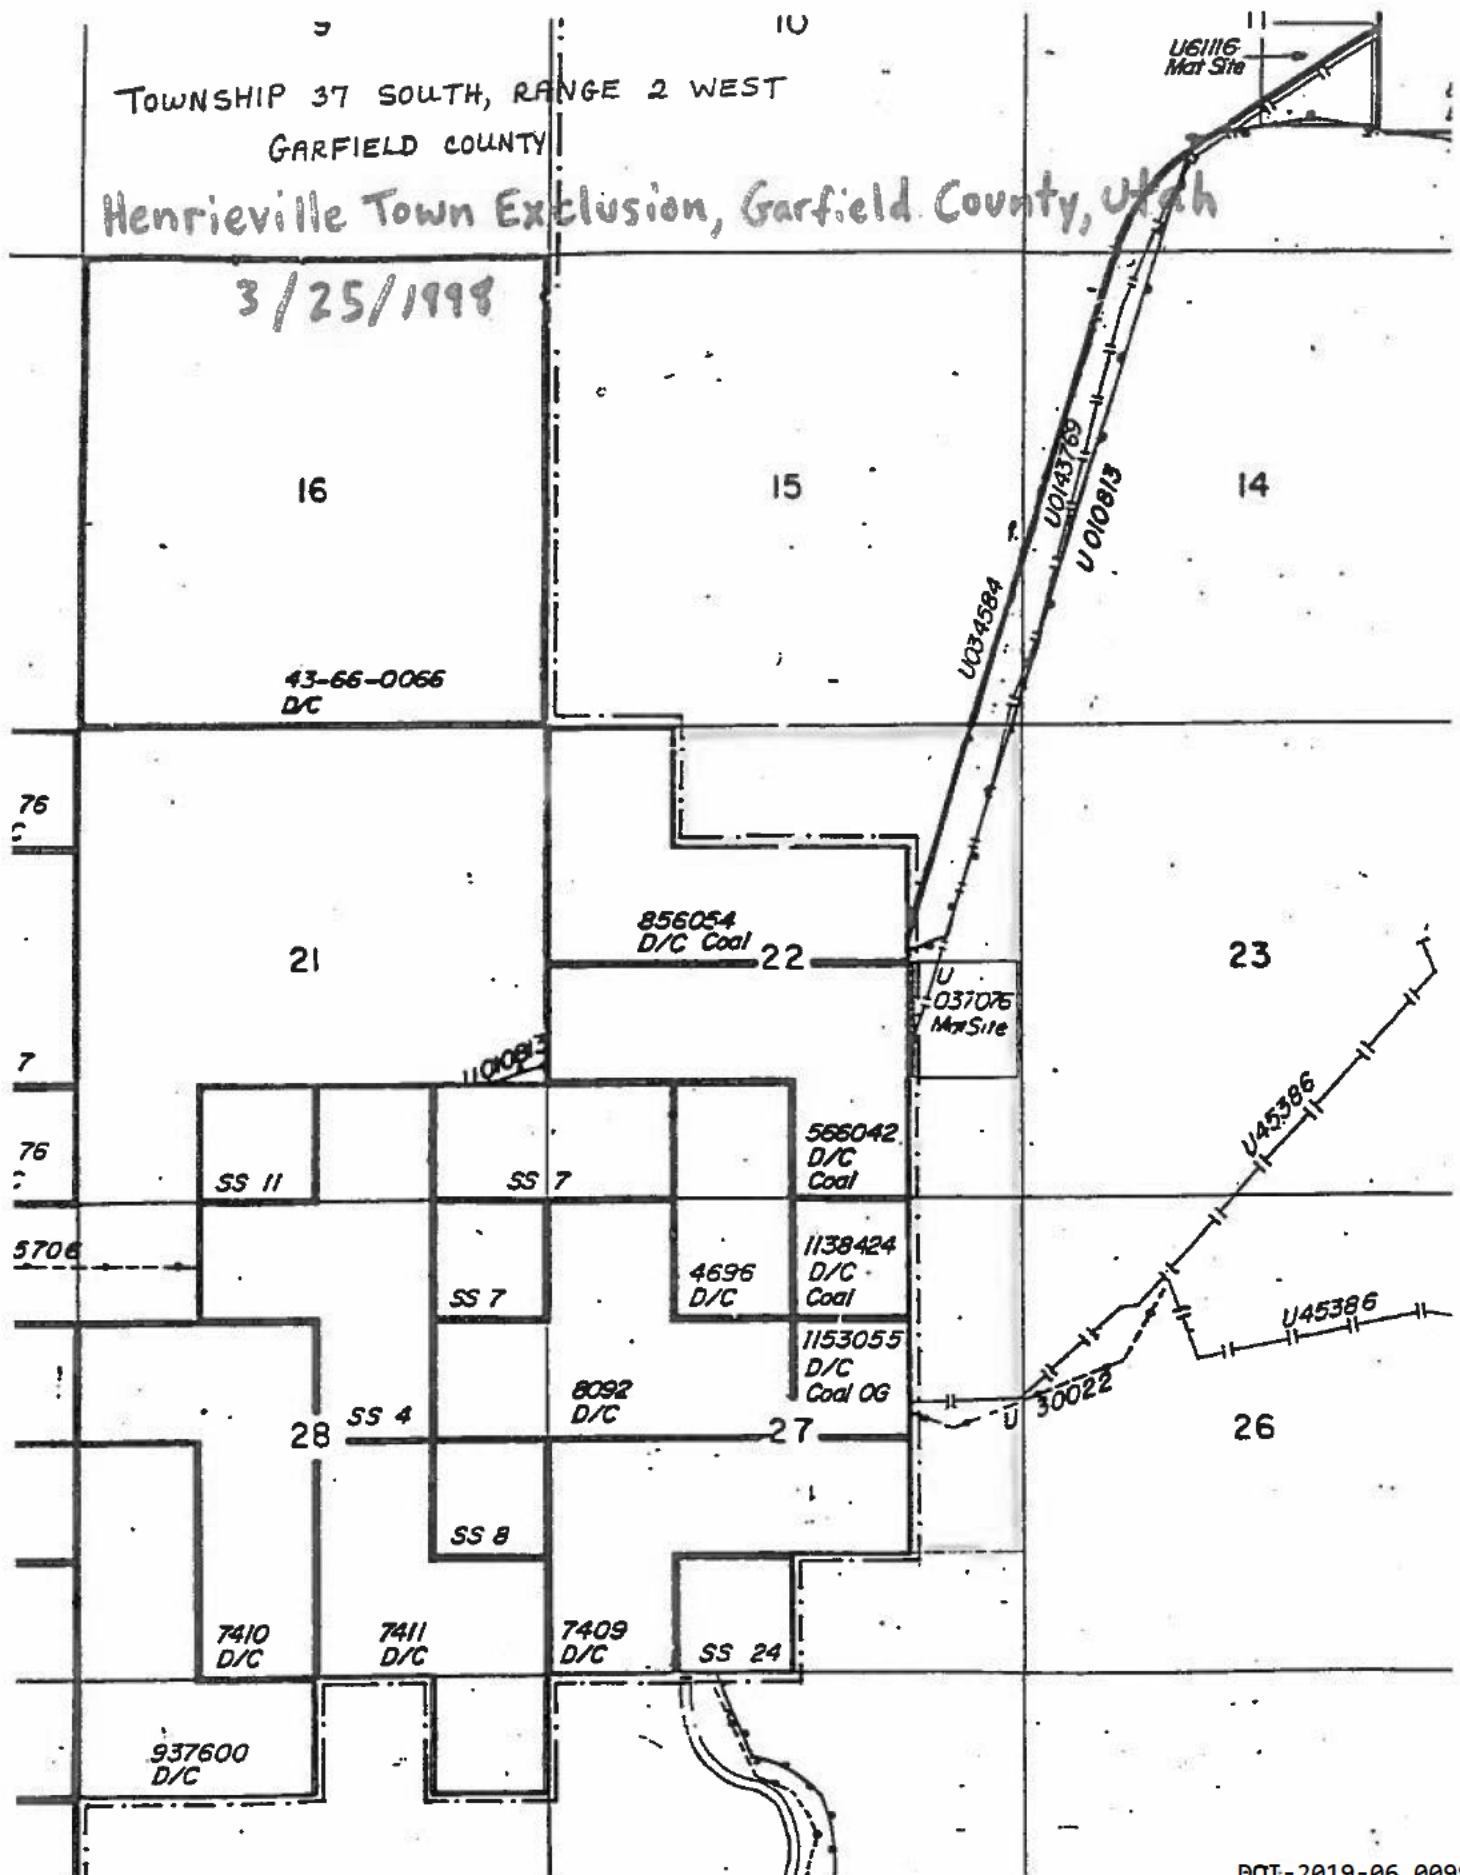 9
10
11
U61116
Mat Site
TOWNSHIP 37 SOUTH, RANGE 2 WEST
GARFIELD COUNTY
Henrieville Town Exclusion, Garfield County, Utah
3/25/1998
16
15
14
U0143769
U010813
U034584
43-66-0066
D/C
76
856054
D/C Coal
22
21
23
U
037076
Mat Site
7
U010813
U45386
76
566042
D/C
Coal
SS 11
SS 7
5706
1138424
D/C
Coal
4696
D/C
SS 7
U45386
1153055
D/C
Coal OG
8092
D/C
SS 4
U 30022
28
27
26
SS 8
7410
D/C
7411
D/C
7409
D/C
SS 24
937600
D/C